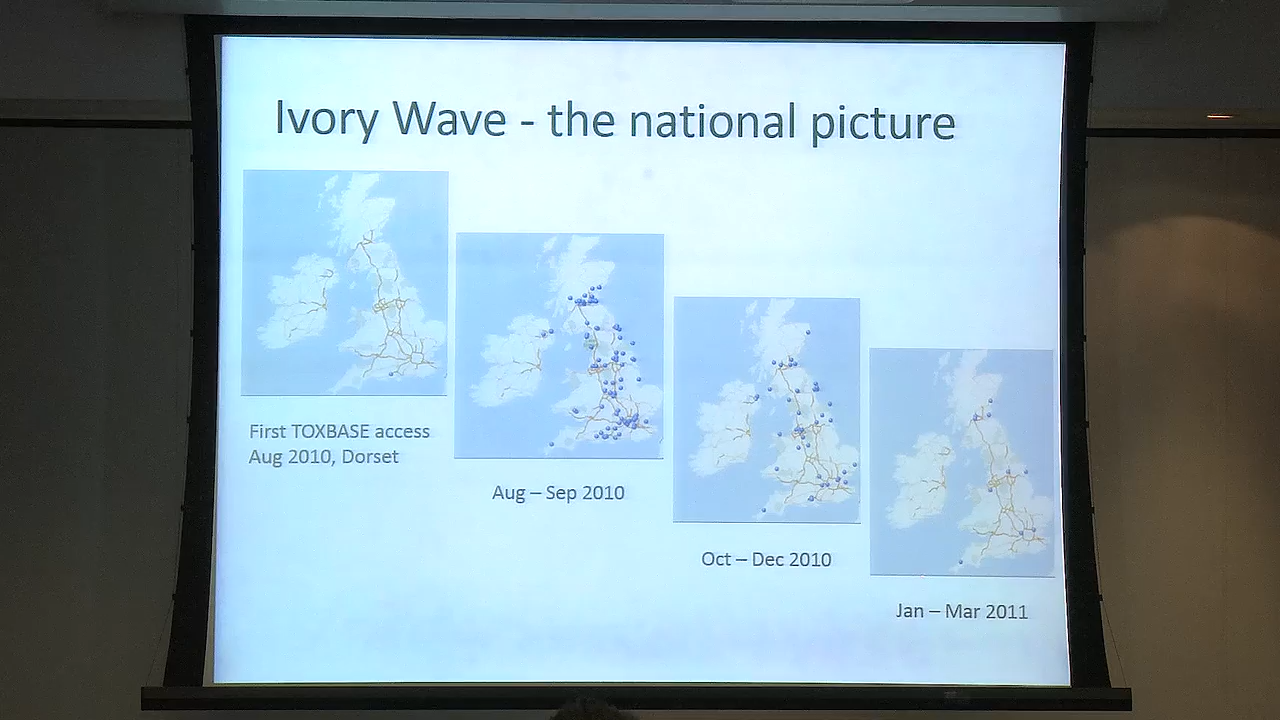 Ivory Wave - the national picture
First TOXBASE access
Aug 2010, Dorset
Aug – Sep 2010
Oct – Dec 2010
Jan – Mar 2011